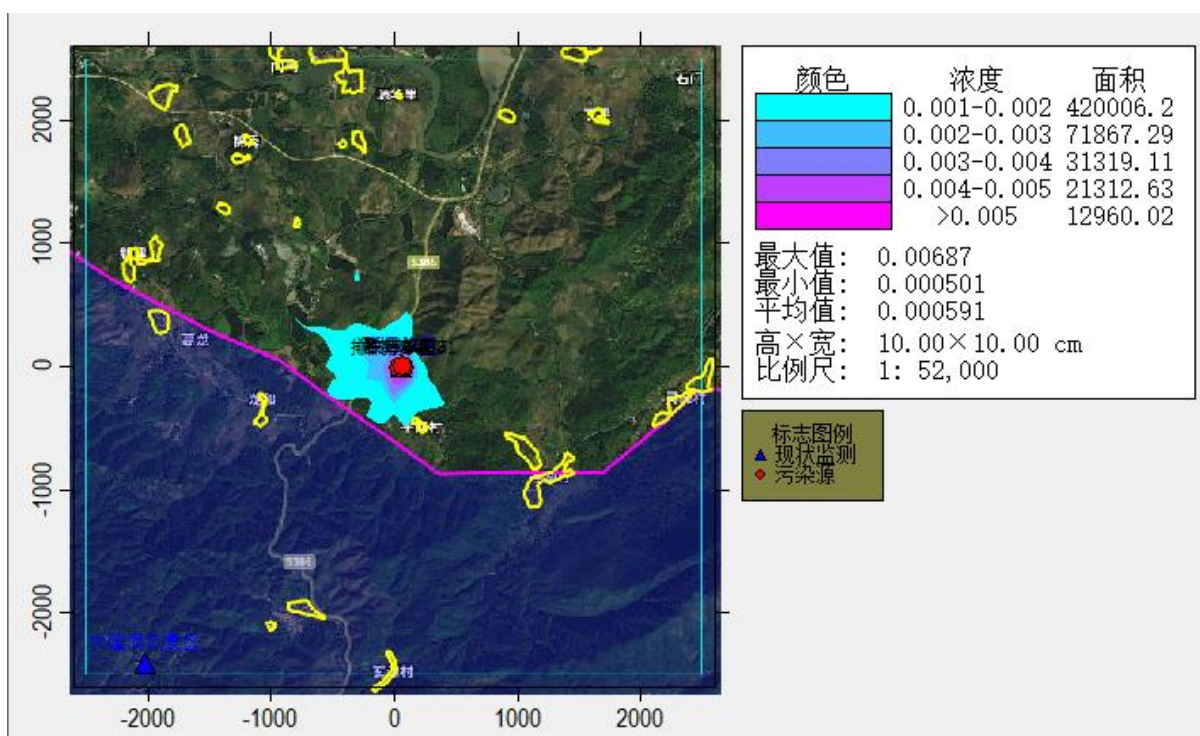 颜色 浓度 面积
0.001-0.002 420006.2
0.002-0.003 71867.29
0.003-0.004 31319.11
0.004-0.005 21312.63
>0.005 12960.02
最大值: 0.00687
最小值: 0.000501
平均值: 0.000591
高×宽: 10.00×10.00 cm
比例尺: 1: 52,000
标志图例
现状监测
污染源
2000
1000
0
-1000
-2000
石门
S386
S386
-2000 -1000 0 1000 2000